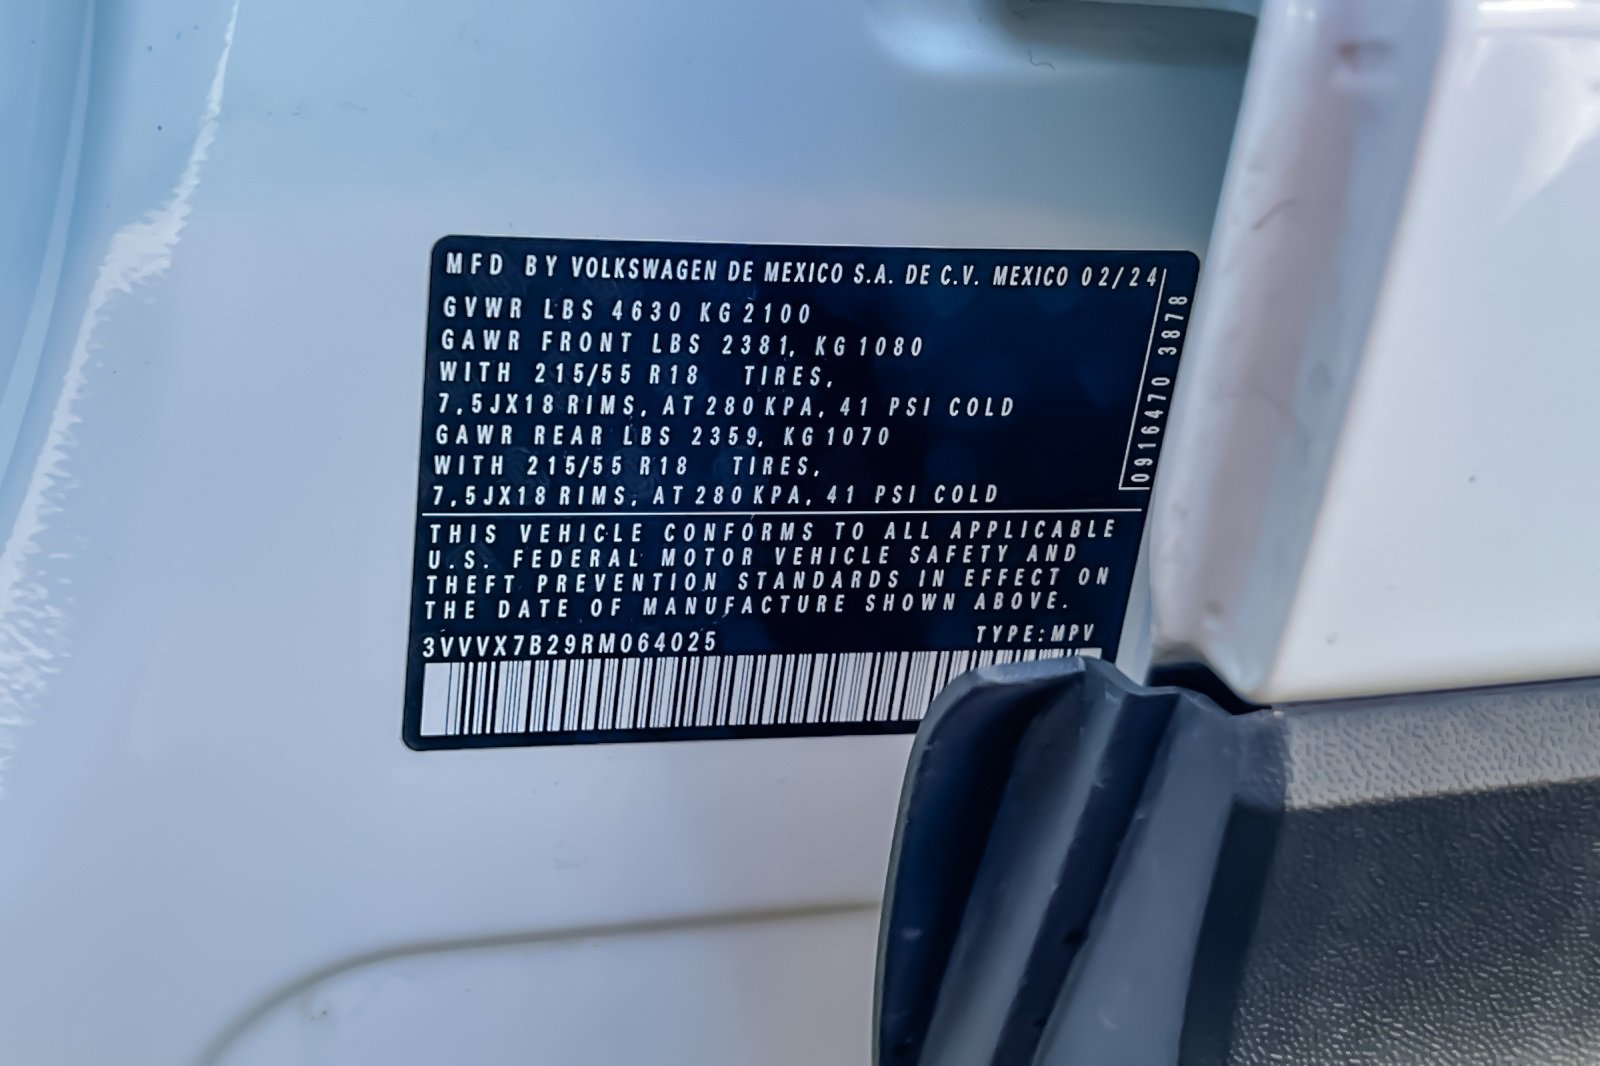 MFD BY VOLKSWAGEN DE MEXICO S.A. DE C.V. MEXICO 02/24
GVWR LBS 4630 KG 2100
GAWR FRONT LBS 2381, KG 1080
WITH 215/55 R18 TIRES,
7,5JX18 RIMS, AT 280 KPA, 41 PSI COLD
GAWR REAR LBS 2359, KG 1070
WITH 215/55 R18 TIRES,
7,5JX18 RIMS, AT 280 KPA, 41 PSI COLD
0916470 3878
THIS VEHICLE CONFORMS TO ALL APPLICABLE
U.S. FEDERAL MOTOR VEHICLE SAFETY AND
THEFT PREVENTION STANDARDS IN EFFECT ON
THE DATE OF MANUFACTURE SHOWN ABOVE.
3VVVX7B29RM064025 TYPE: MPV